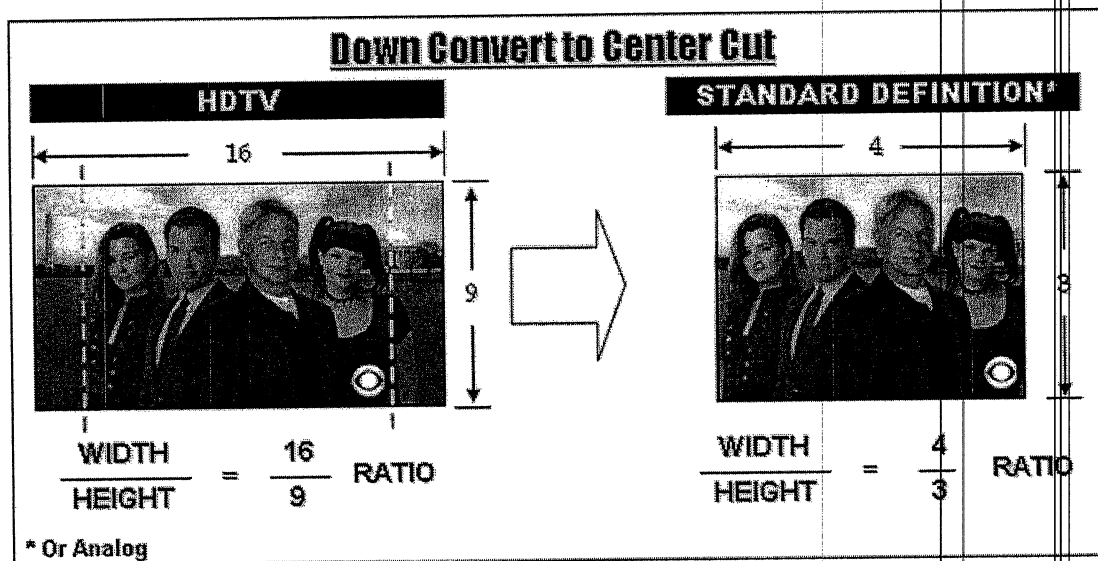 Down Convert to Center Cut
HDTV
STANDARD DEFINITION*
16
4
9
3
WIDTH
HEIGHT
=
16
9
RATIO
WIDTH
HEIGHT
=
4
3
RATIO
* Or Analog